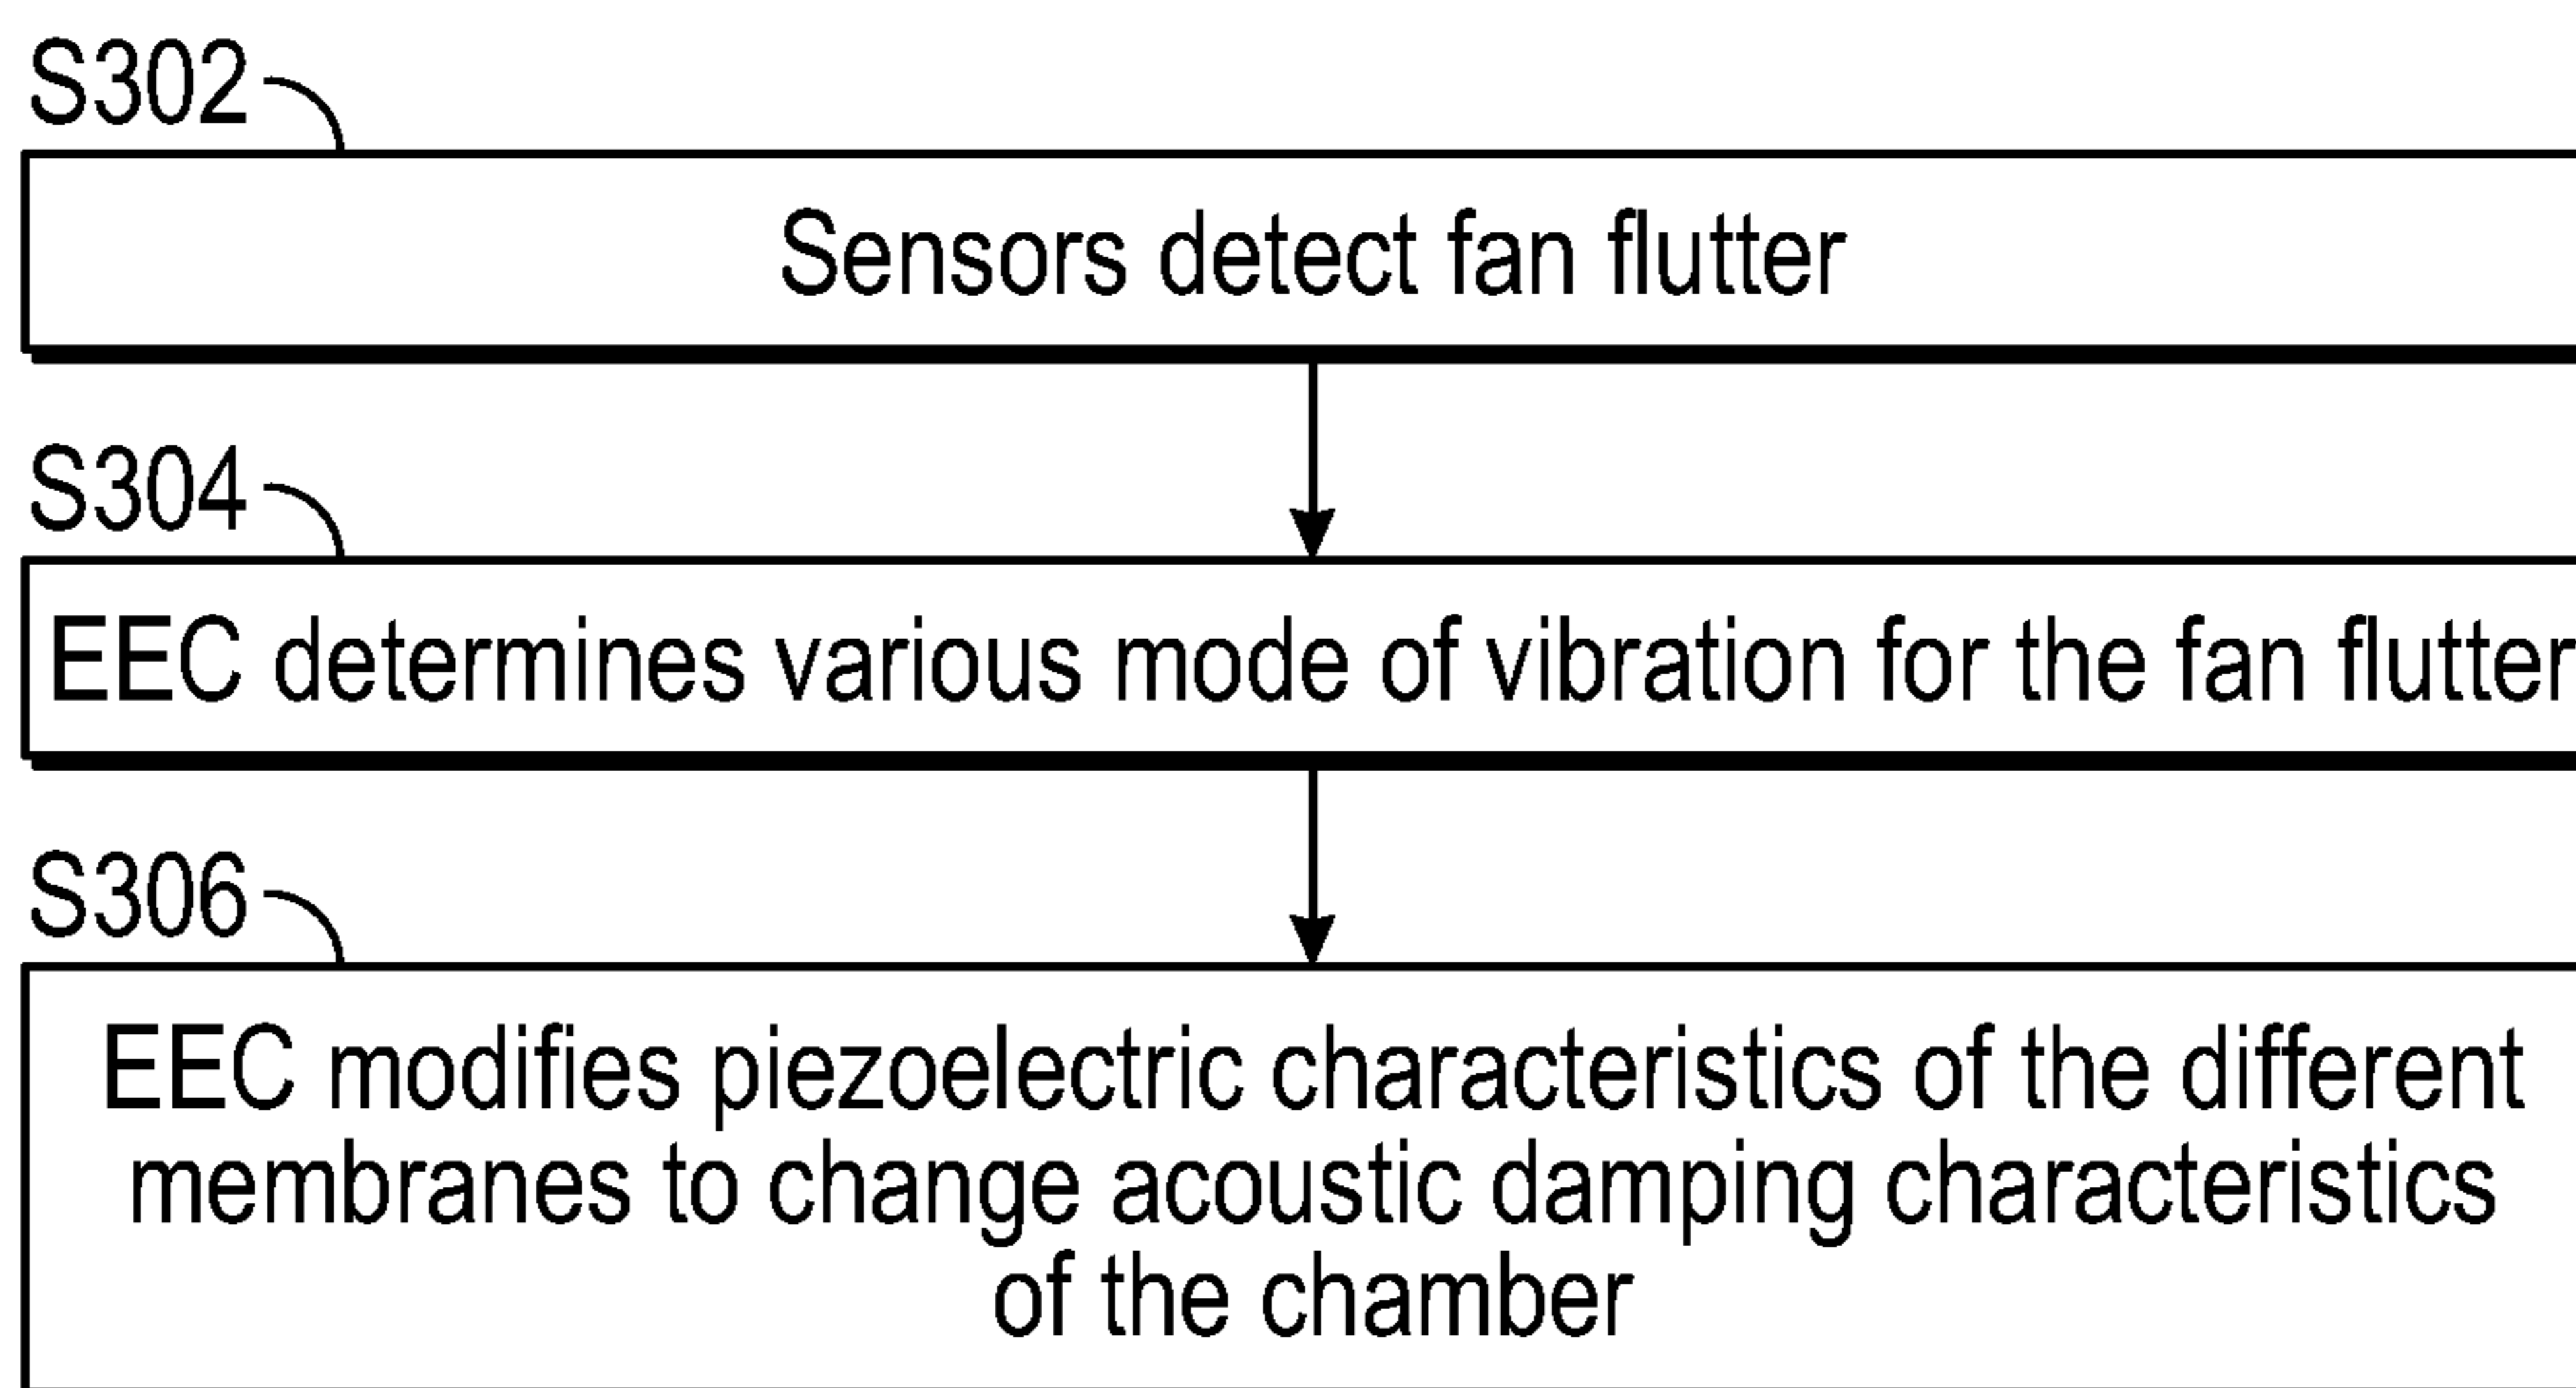 S302
Sensors detect fan flutter
S304
EEC determines various mode of vibration for the fan flutter
S306
EEC modifies piezoelectric characteristics of the different
membranes to change acoustic damping characteristics
of the chamber